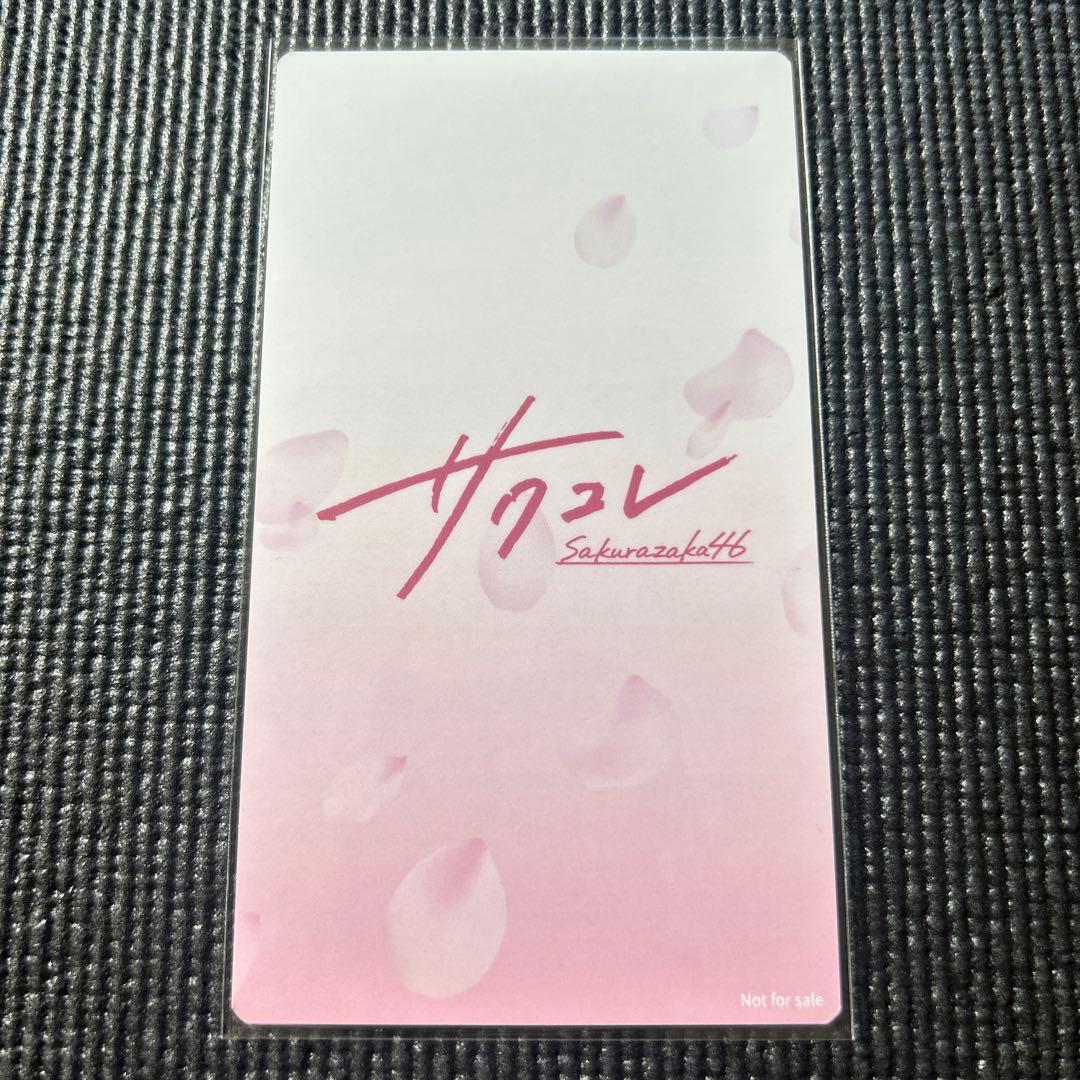 サクコレ
Sakurazaka46
Not for sale